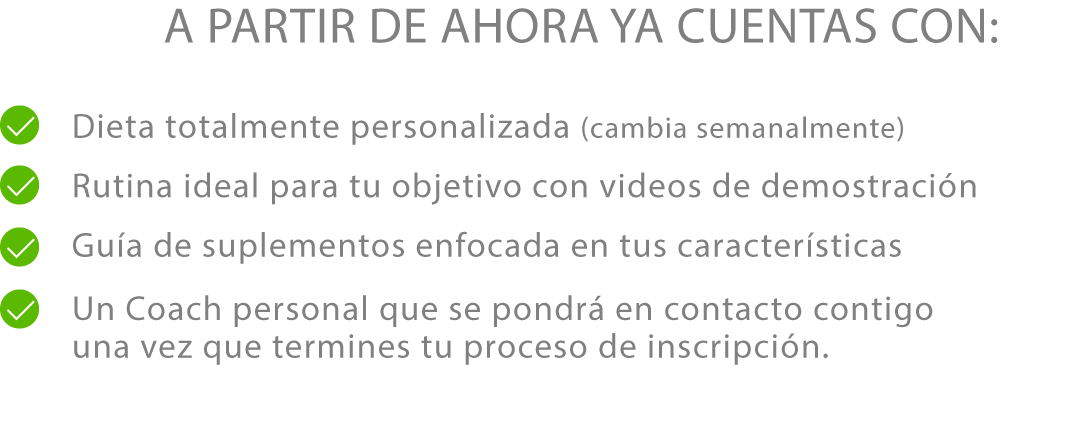 A PARTIR DE AHORA YA CUENTAS CON:
Dieta totalmente personalizada (cambia semanalmente)
Rutina ideal para tu objetivo con videos de demostración
Guía de suplementos enfocada en tus características
Un Coach personal que se pondrá en contacto contigo
una vez que termines tu proceso de inscripción.